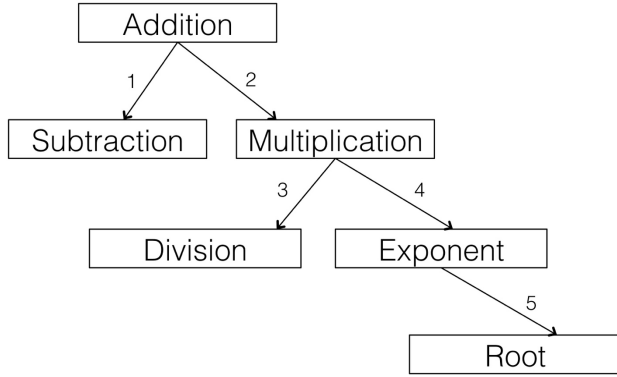 Addition
1
2
Subtraction
Multiplication
3
4
Division
Exponent
5
Root